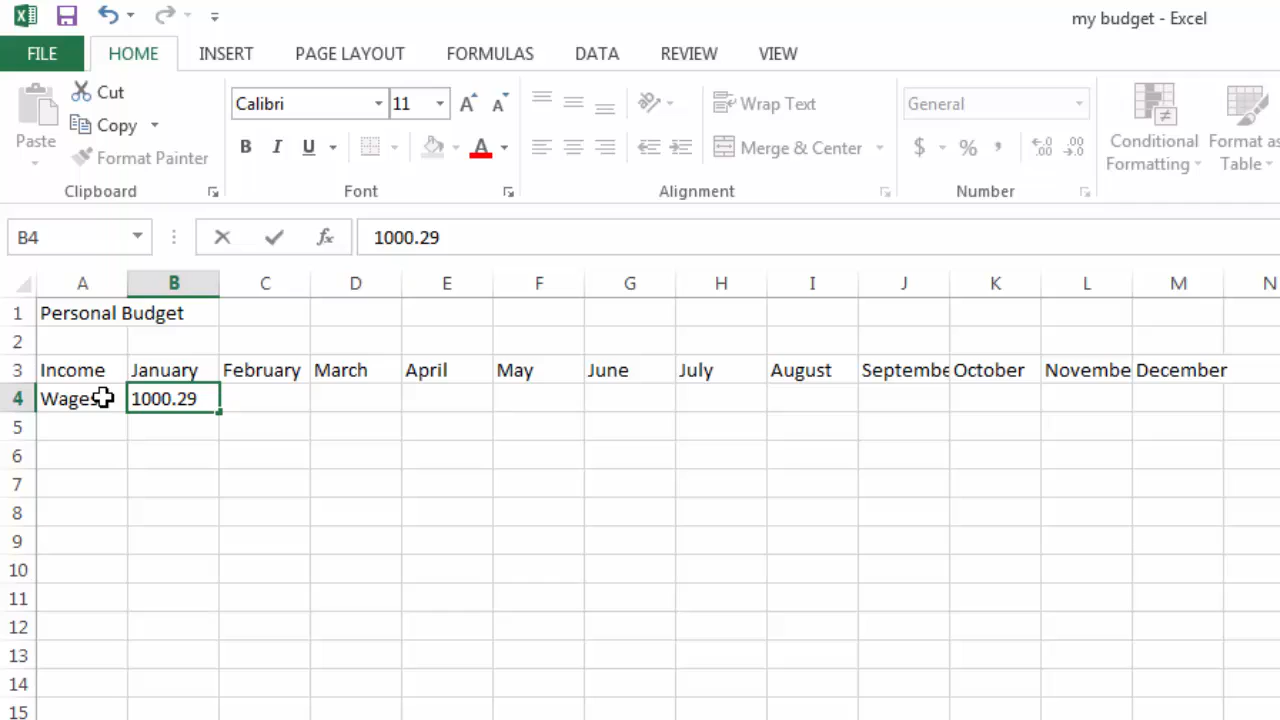 my budget - Excel
FILE HOME INSERT PAGE LAYOUT FORMULAS DATA REVIEW VIEW
Paste
Cut
Copy
Format Painter
Calibri 11
B I U A
Wrap Text
Merge & Center
General
$ % ,
Conditional Formatting
Format as Table
Clipboard Font Alignment Number
B4 fx 1000.29
A B C D E F G H I J K L M N
1 Personal Budget
2
3 Income January February March April May June July August Septembe October Novembe December
4 Wages 1000.29
5
6
7
8
9
10
11
12
13
14
15